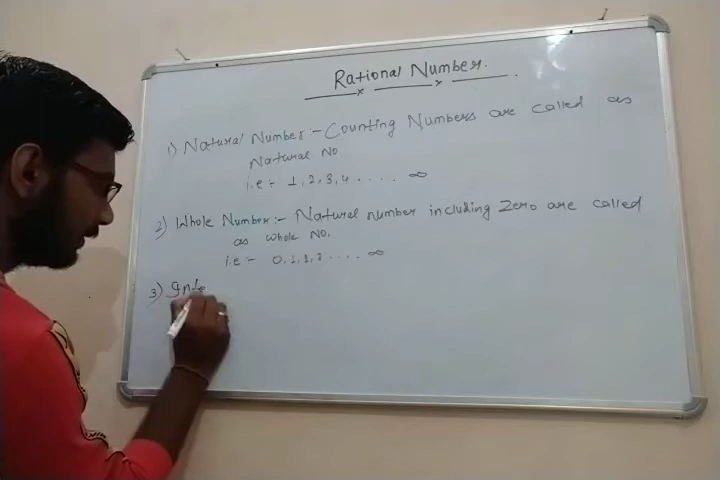 Rational Number.
1) Natural Number:- Counting Numbers are called as
Natural No.
i.e:- 1, 2, 3, 4 . . . . ∞
2) Whole Number:- Natural number including Zero are called
as whole No.
i.e:- 0, 1, 2, 3 . . . . ∞
3) Inte